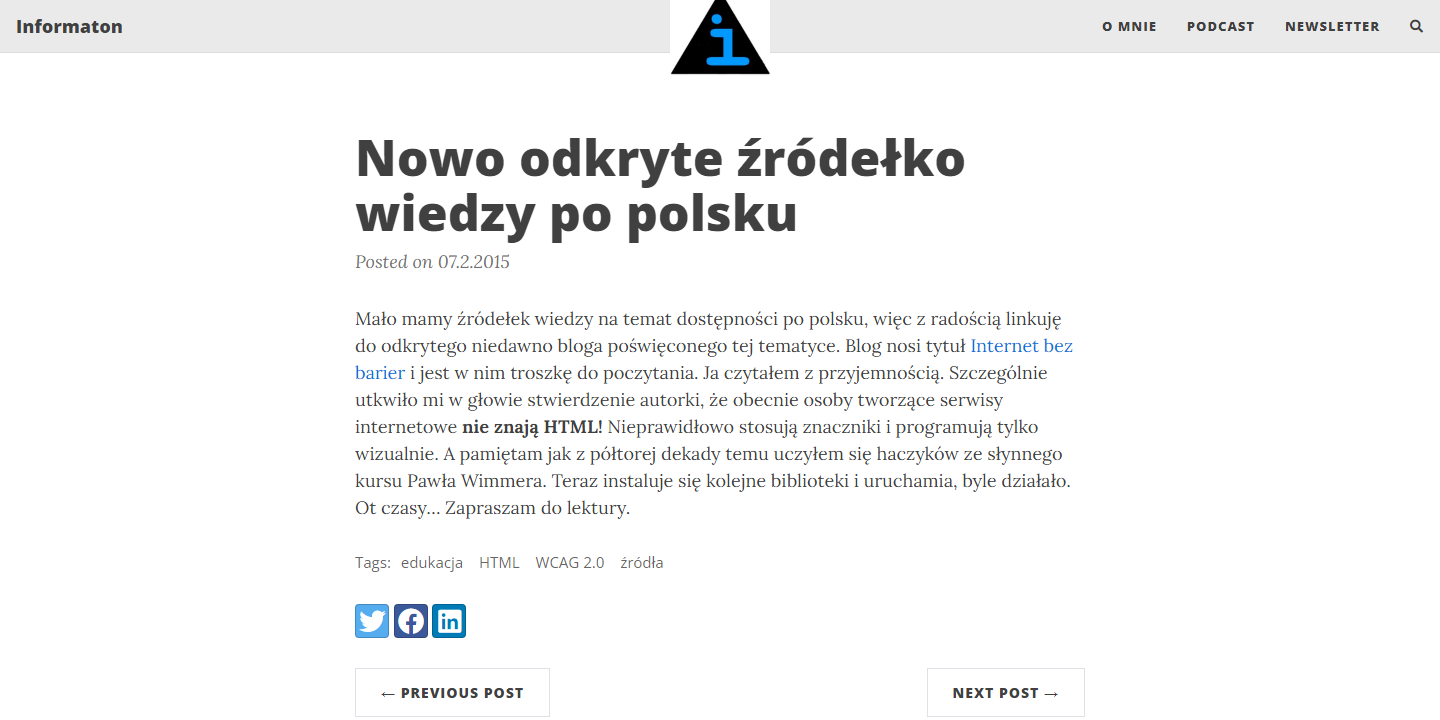 Informaton
i
O MNIE
PODCAST
NEWSLETTER
Nowo odkryte źródełko
wiedzy po polsku
Posted on 07.2.2015
Mało mamy źródełek wiedzy na temat dostępności po polsku, więc z radością linkuję
do odkrytego niedawno bloga poświęconego tej tematyce. Blog nosi tytuł Internet bez
barier i jest w nim troszkę do poczytania. Ja czytałem z przyjemnością. Szczególnie
utkwiło mi w głowie stwierdzenie autorki, że obecnie osoby tworzące serwisy
internetowe nie znają HTML! Nieprawidłowo stosują znaczniki i programują tylko
wizualnie. A pamiętam jak z półtorej dekady temu uczyłem się haczyków ze słynnego
kursu Pawła Wimmera. Teraz instaluje się kolejne biblioteki i uruchamia, byle działało.
Ot czasy… Zapraszam do lektury.
Tags: edukacja HTML WCAG 2.0 źródła
← PREVIOUS POST
NEXT POST →